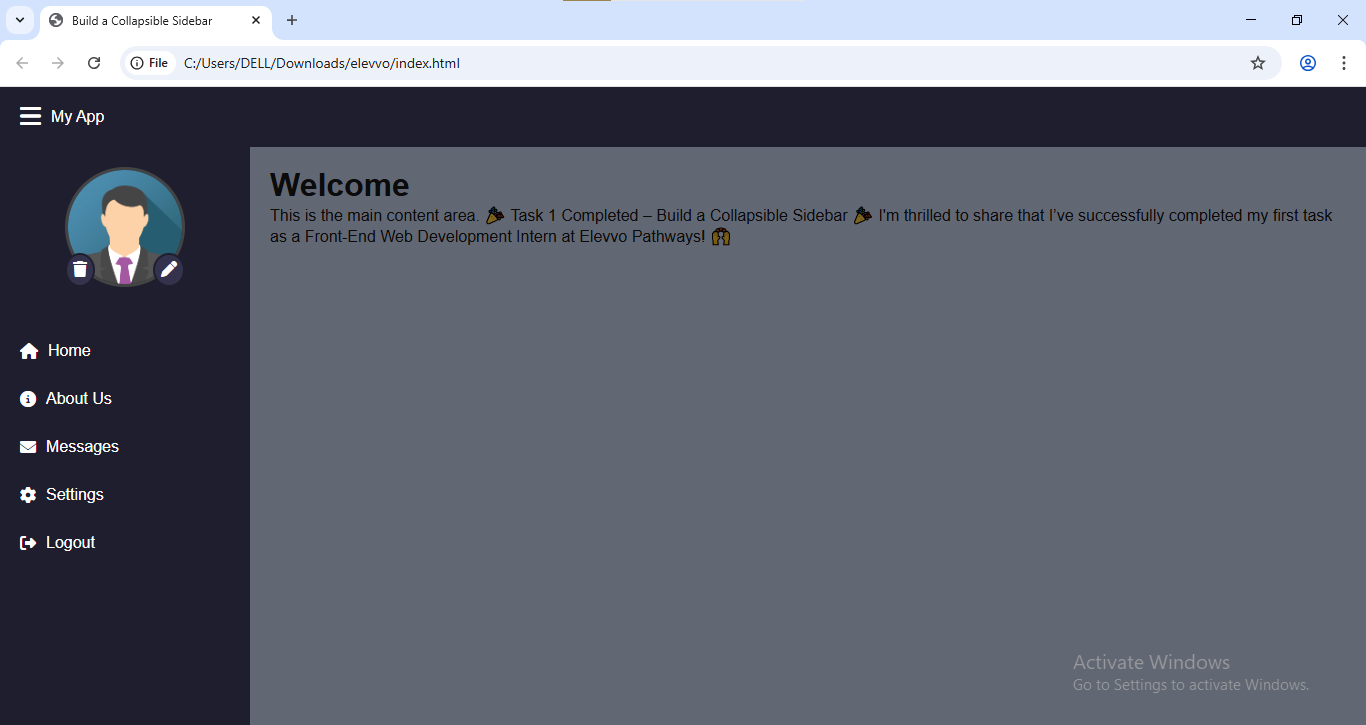 Build a Collapsible Sidebar
File C:/Users/DELL/Downloads/elevvo/index.html
My App
Welcome
This is the main content area. 🎉 Task 1 Completed – Build a Collapsible Sidebar 🎉 I'm thrilled to share that I’ve successfully completed my first task
as a Front-End Web Development Intern at Elevvo Pathways! 🙌
Home
About Us
Messages
Settings
Logout
Activate Windows
Go to Settings to activate Windows.